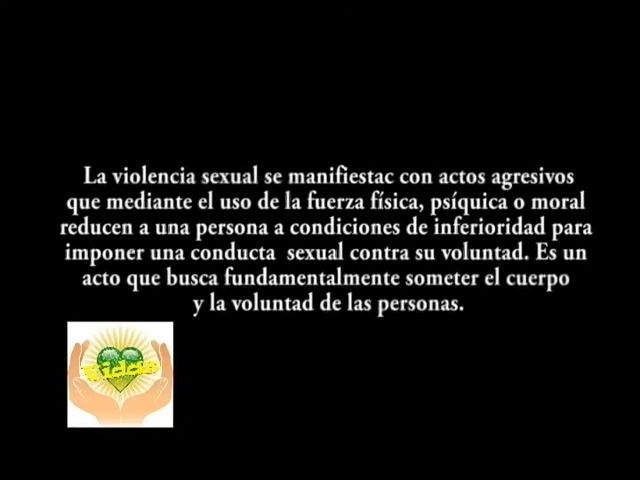 La violencia sexual se manifiestac con actos agresivos
que mediante el uso de la fuerza física, psíquica o moral
reducen a una persona a condiciones de inferioridad para
imponer una conducta sexual contra su voluntad. Es un
acto que busca fundamentalmente someter el cuerpo
y la voluntad de las personas.